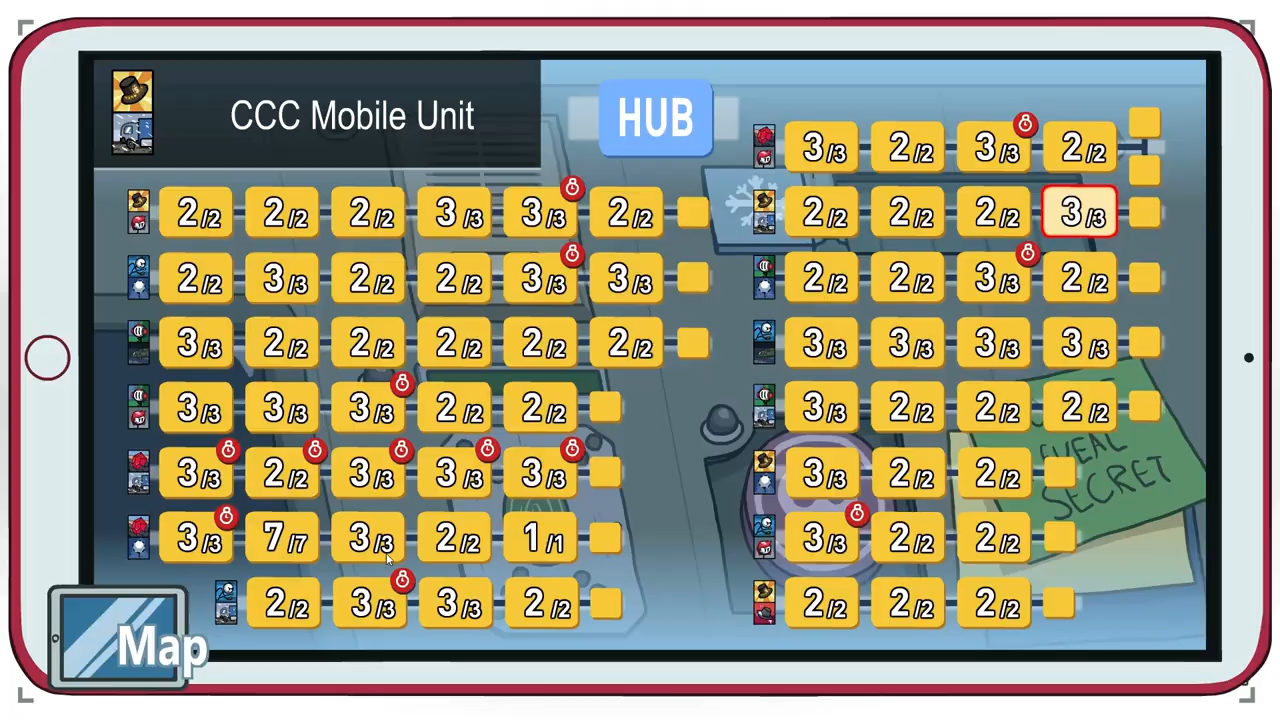 CCC Mobile Unit
HUB
3/3 2/2 3/3 2/2
2/2 2/2 2/2 3/3 3/3 2/2
2/2 2/2 2/2 3/3
2/2 3/3 2/2 2/2 3/3 3/3
2/2 2/2 3/3 2/2
3/3 2/2 2/2 2/2 2/2 2/2
3/3 3/3 3/3 3/3
3/3 3/3 3/3 2/2 2/2
3/3 2/2 2/2 2/2
3/3 2/2 3/3 3/3 3/3
3/3 2/2 2/2
3/3 7/7 3/3 2/2 1/1
3/3 2/2 2/2
2/2 3/3 3/3 2/2
2/2 2/2 2/2
SECRET
Map